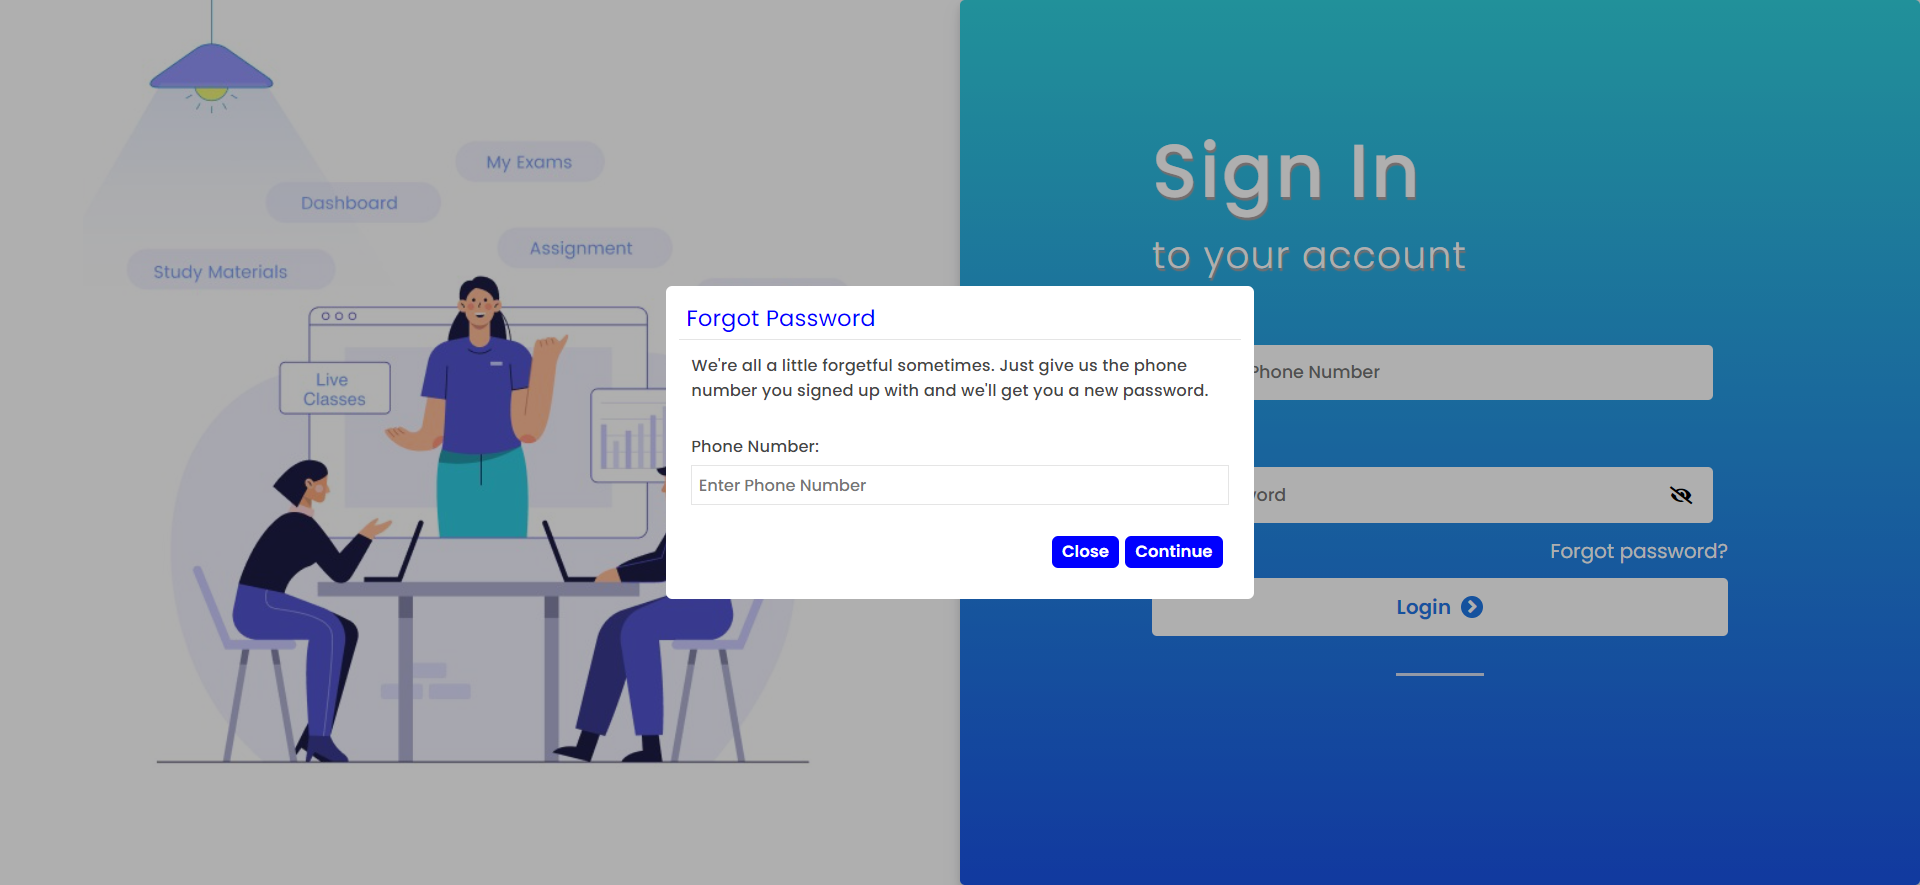 My Exams
Dashboard
Assignment
Study Materials
Live
Classes
Sign In
to your account
Phone Number
Forgot password?
Login
Forgot Password
We're all a little forgetful sometimes. Just give us the phone
number you signed up with and we'll get you a new password.
Phone Number:
Enter Phone Number
Close Continue